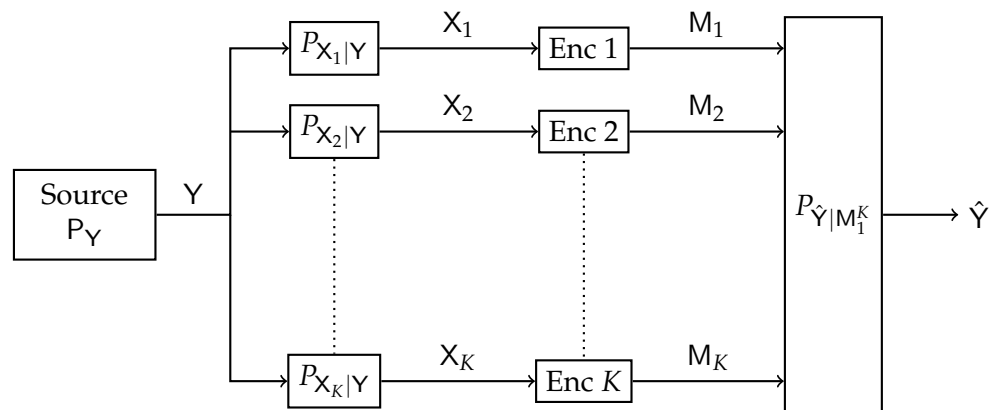 P_{X_1|Y} X_1 Enc 1 M_1
P_{X_2|Y} X_2 Enc 2 M_2
Source
P_Y
Y
P_{Ŷ|M_1^K}
Ŷ
P_{X_K|Y} X_K Enc K M_K